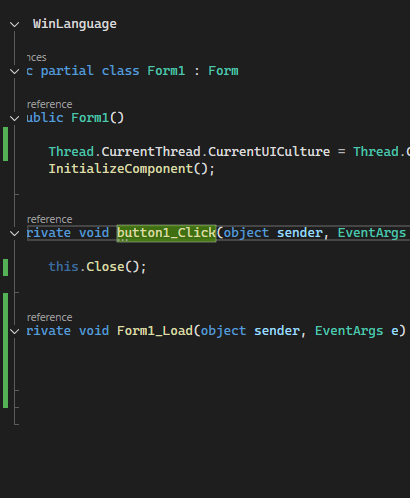 WinLanguage
nces
c partial class Form1 : Form
reference
ublic Form1()
Thread.CurrentThread.CurrentUICulture = Thread.C
InitializeComponent();
reference
rivate void button1_Click(object sender, EventArgs
this.Close();
reference
rivate void Form1_Load(object sender, EventArgs e)